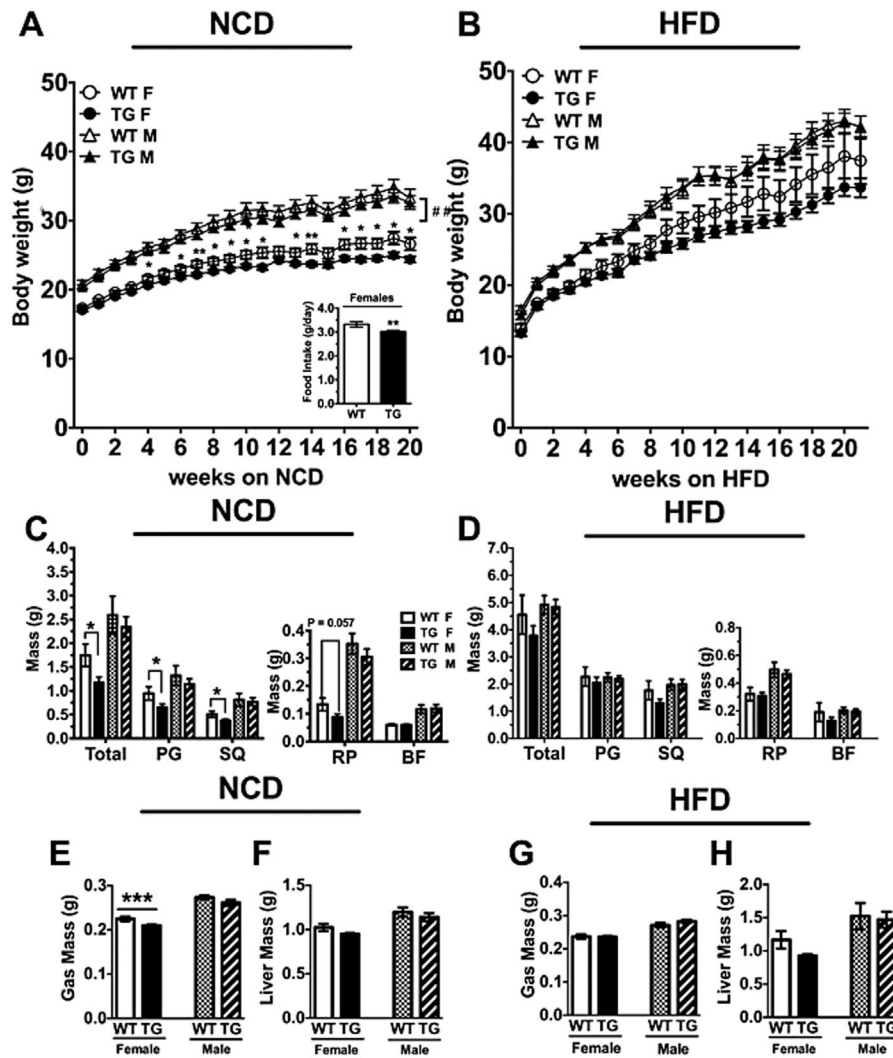 A
NCD
WT F
TG F
WT M
TG M
Body weight (g)
50
40
30
20
10
0
* * ** * * * * * * *** * * * * *
##
Females
Food Intake (g/day)
4.0
3.0
2.0
1.0
0.0
**
WT TG
0 2 4 6 8 10 12 14 16 18 20
weeks on NCD
B
HFD
WT F
TG F
WT M
TG M
Body weight (g)
50
40
30
20
10
0
0 2 4 6 8 10 12 14 16 18 20
weeks on HFD
C
NCD
Mass (g)
4.0
3.5
3.0
2.5
2.0
1.5
1.0
0.5
0.0
* * *
Total PG SQ
P = 0.057
Mass (g)
0.4
0.3
0.2
0.1
0.0
RP BF
WT F
TG F
WT M
TG M
D
HFD
Mass (g)
7.0
6.0
5.0
4.0
3.0
2.0
1.0
0.0
Total PG SQ
Mass (g)
0.8
0.6
0.4
0.2
0.0
RP BF
NCD
E
Gas Mass (g)
0.3
0.2
0.1
0.0
***
WT TG WT TG
Female Male
F
Liver Mass (g)
1.5
1.0
0.5
0.0
WT TG WT TG
Female Male
HFD
G
Gas Mass (g)
0.4
0.3
0.2
0.1
0.0
WT TG WT TG
Female Male
H
Liver Mass (g)
2.0
1.5
1.0
0.5
0.0
WT TG WT TG
Female Male